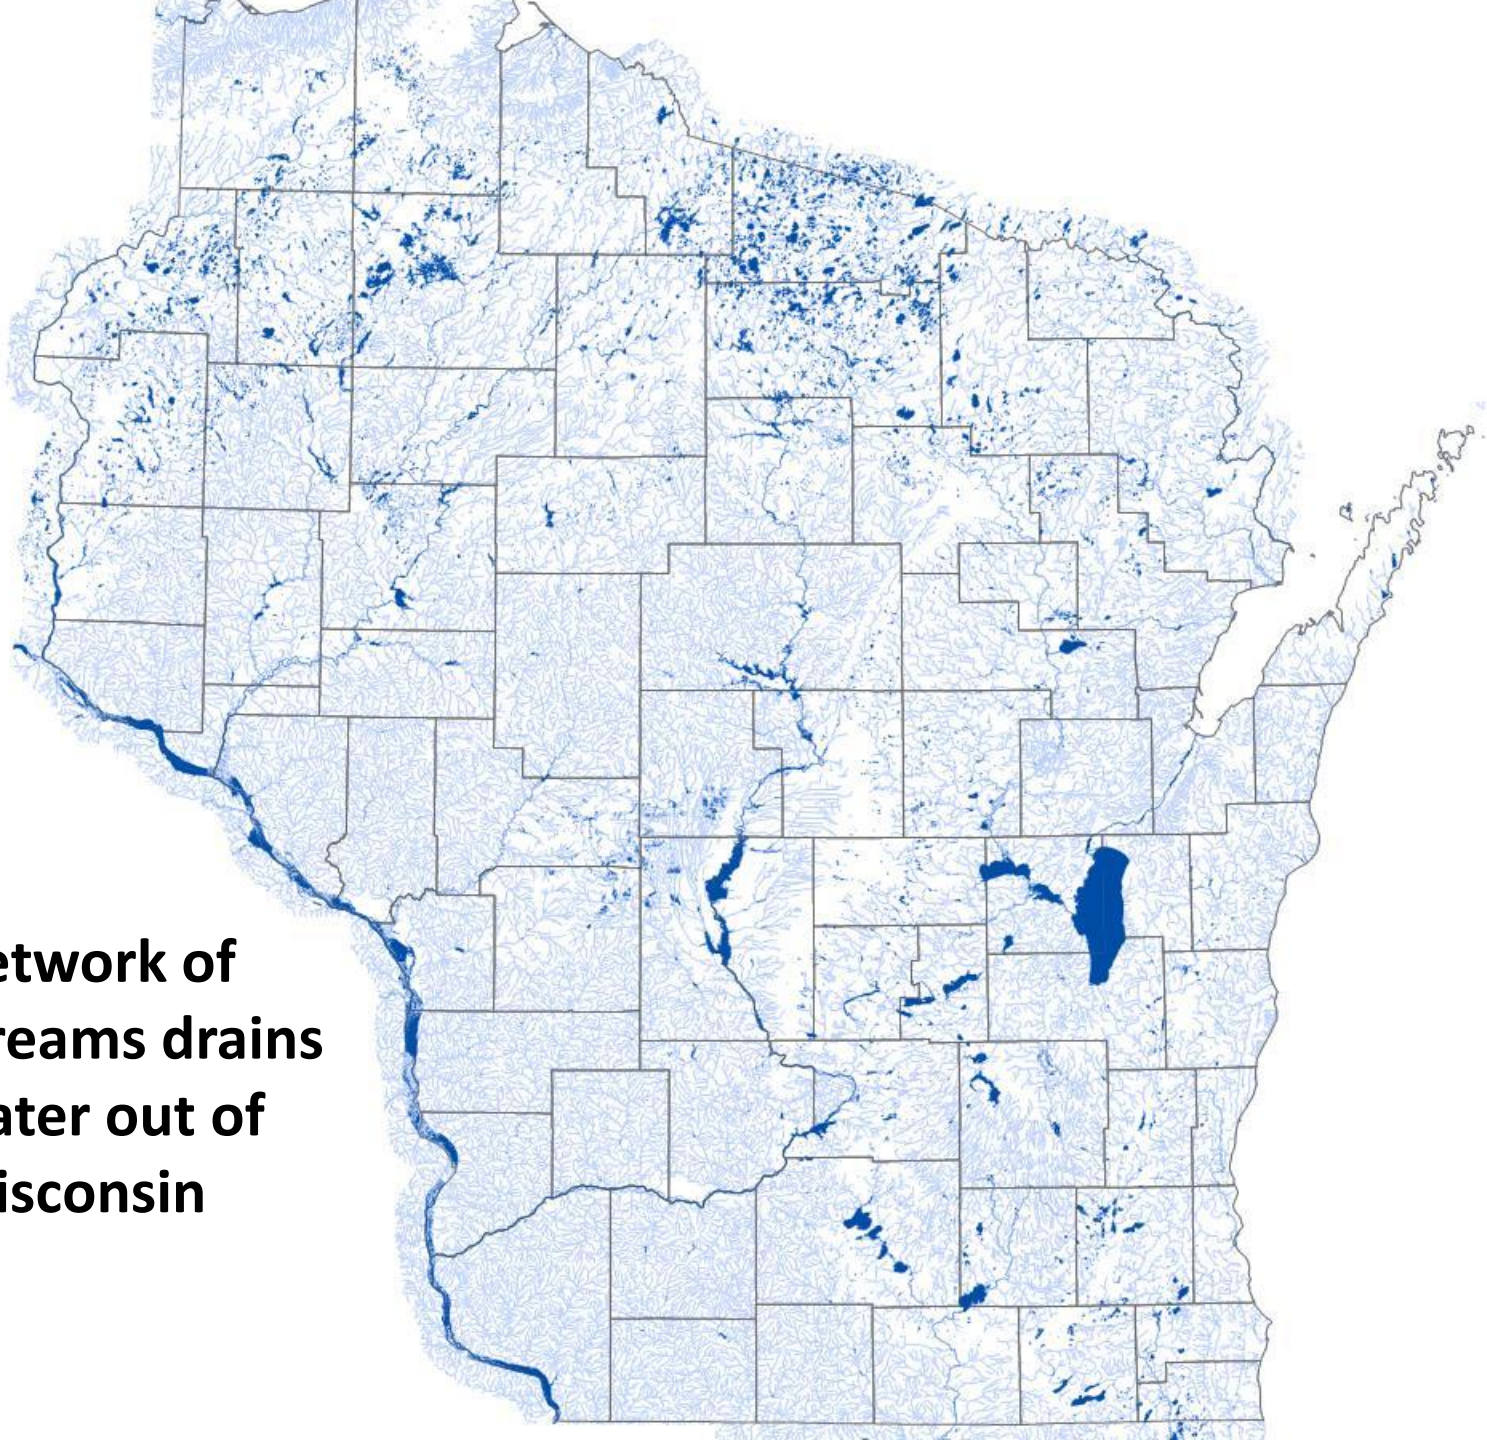 etwork of
reams drains
ater out of
isconsin